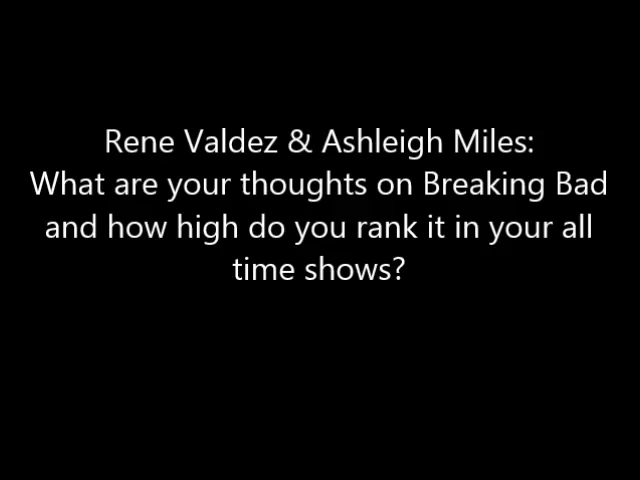 Rene Valdez & Ashleigh Miles:
What are your thoughts on Breaking Bad
and how high do you rank it in your all
time shows?